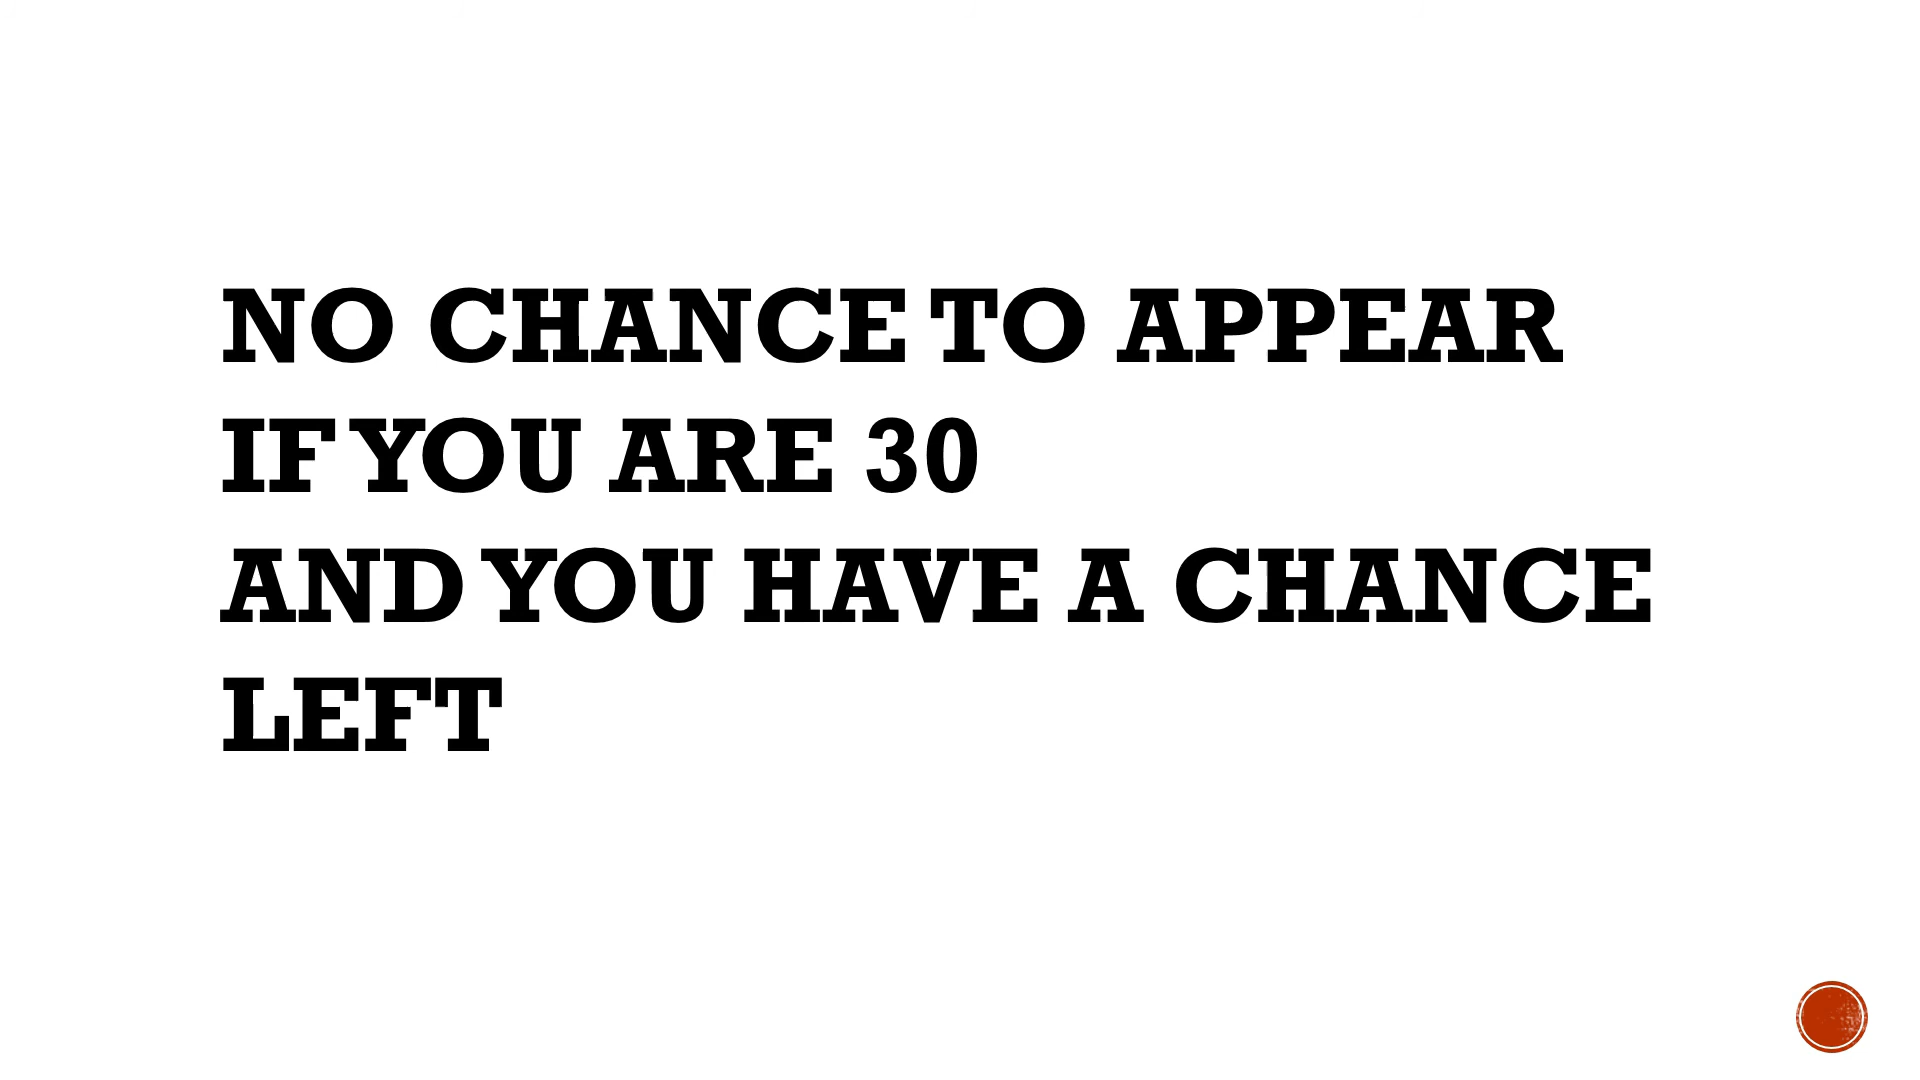 NO CHANCE TO APPEAR
IF YOU ARE 30
AND YOU HAVE A CHANCE
LEFT